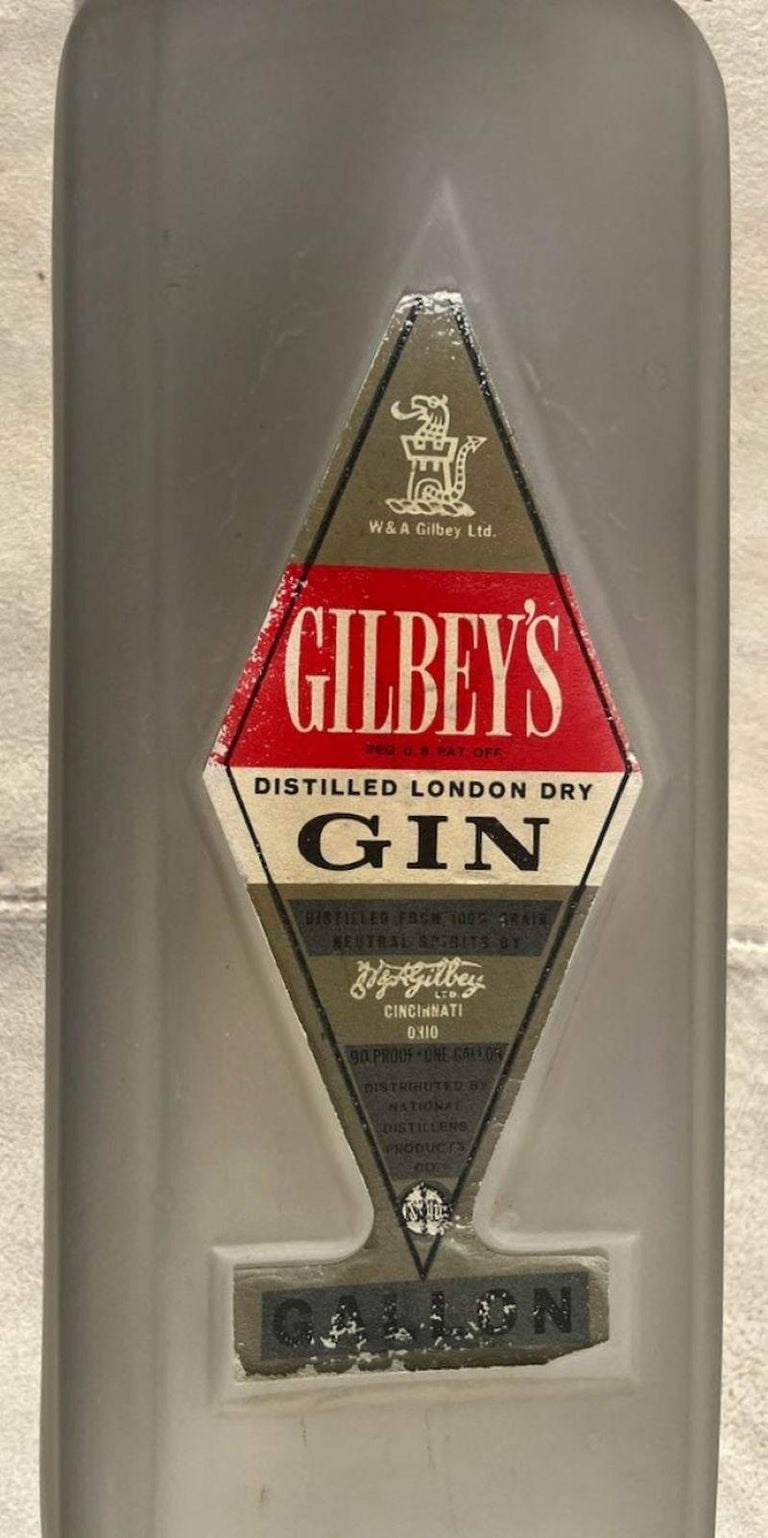 W & A Gilbey Ltd.
GILBEY'S
REG. U. S. PAT. OFF.
DISTILLED LONDON DRY
GIN
DISTILLED FROM 100% GRAIN
NEUTRAL SPIRITS BY
W&A Gilbey
LTD.
CINCINNATI
OHIO
90 PROOF · ONE GALLON
DISTRIBUTED BY
NATIONAL
DISTILLERS
PRODUCTS
CO.
GALLON